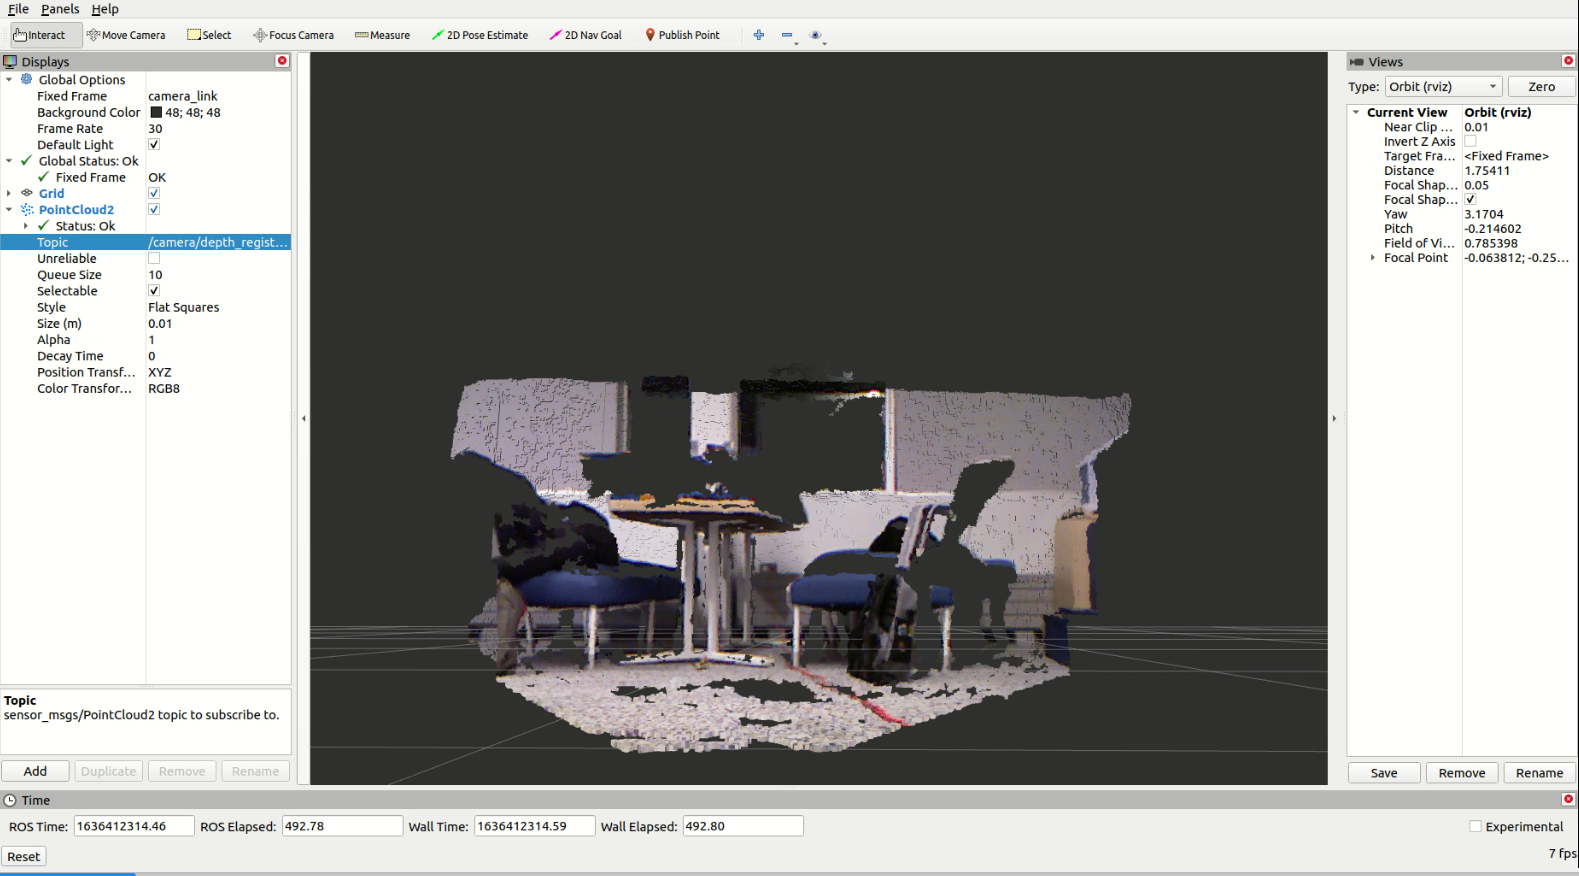 File Panels Help
Interact Move Camera Select Focus Camera Measure 2D Pose Estimate 2D Nav Goal Publish Point
Displays
Global Options
Fixed Frame camera_link
Background Color 48; 48; 48
Frame Rate 30
Default Light
Global Status: Ok
Fixed Frame OK
Grid
PointCloud2
Status: Ok
Topic /camera/depth_regist...
Unreliable
Queue Size 10
Selectable
Style Flat Squares
Size (m) 0.01
Alpha 1
Decay Time 0
Position Transf... XYZ
Color Transfor... RGB8
Topic
sensor_msgs/PointCloud2 topic to subscribe to.
Add Duplicate Remove Rename
Views
Type: Orbit (rviz) Zero
Current View Orbit (rviz)
Near Clip ... 0.01
Invert Z Axis
Target Fra... <Fixed Frame>
Distance 1.75411
Focal Shap... 0.05
Focal Shap...
Yaw 3.1704
Pitch -0.214602
Field of Vi... 0.785398
Focal Point -0.063812; -0.25...
Save Remove Rename
Time
ROS Time: 1636412314.46 ROS Elapsed: 492.78 Wall Time: 1636412314.59 Wall Elapsed: 492.80 Experimental
Reset 7 fps